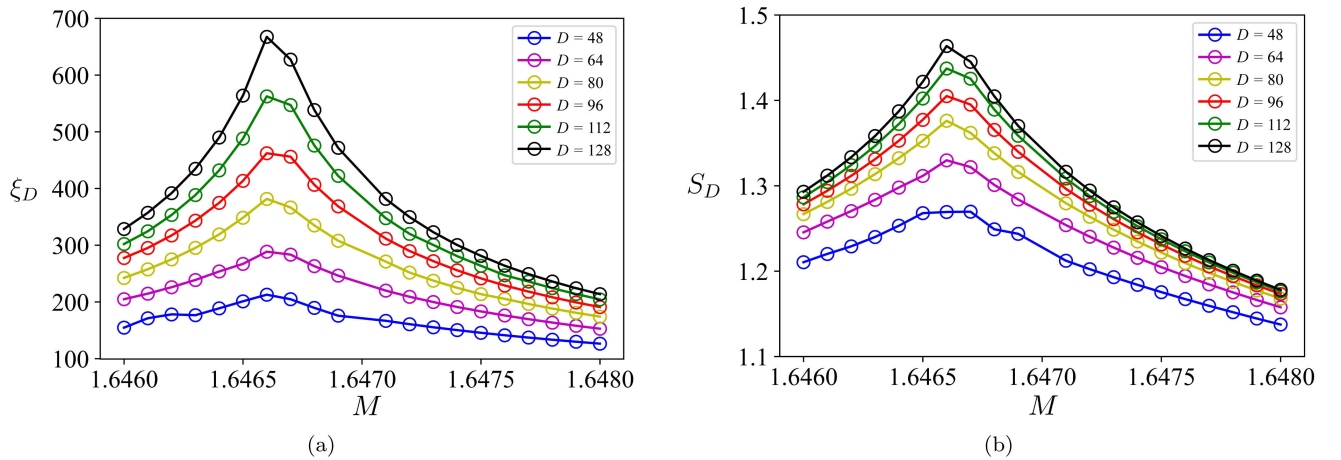 700
600
500
400
300
200
100
ξ_D
1.6460 1.6465 1.6470 1.6475 1.6480
M
D = 48
D = 64
D = 80
D = 96
D = 112
D = 128
(a)
1.5
1.4
1.3
1.2
1.1
S_D
1.6460 1.6465 1.6470 1.6475 1.6480
M
D = 48
D = 64
D = 80
D = 96
D = 112
D = 128
(b)